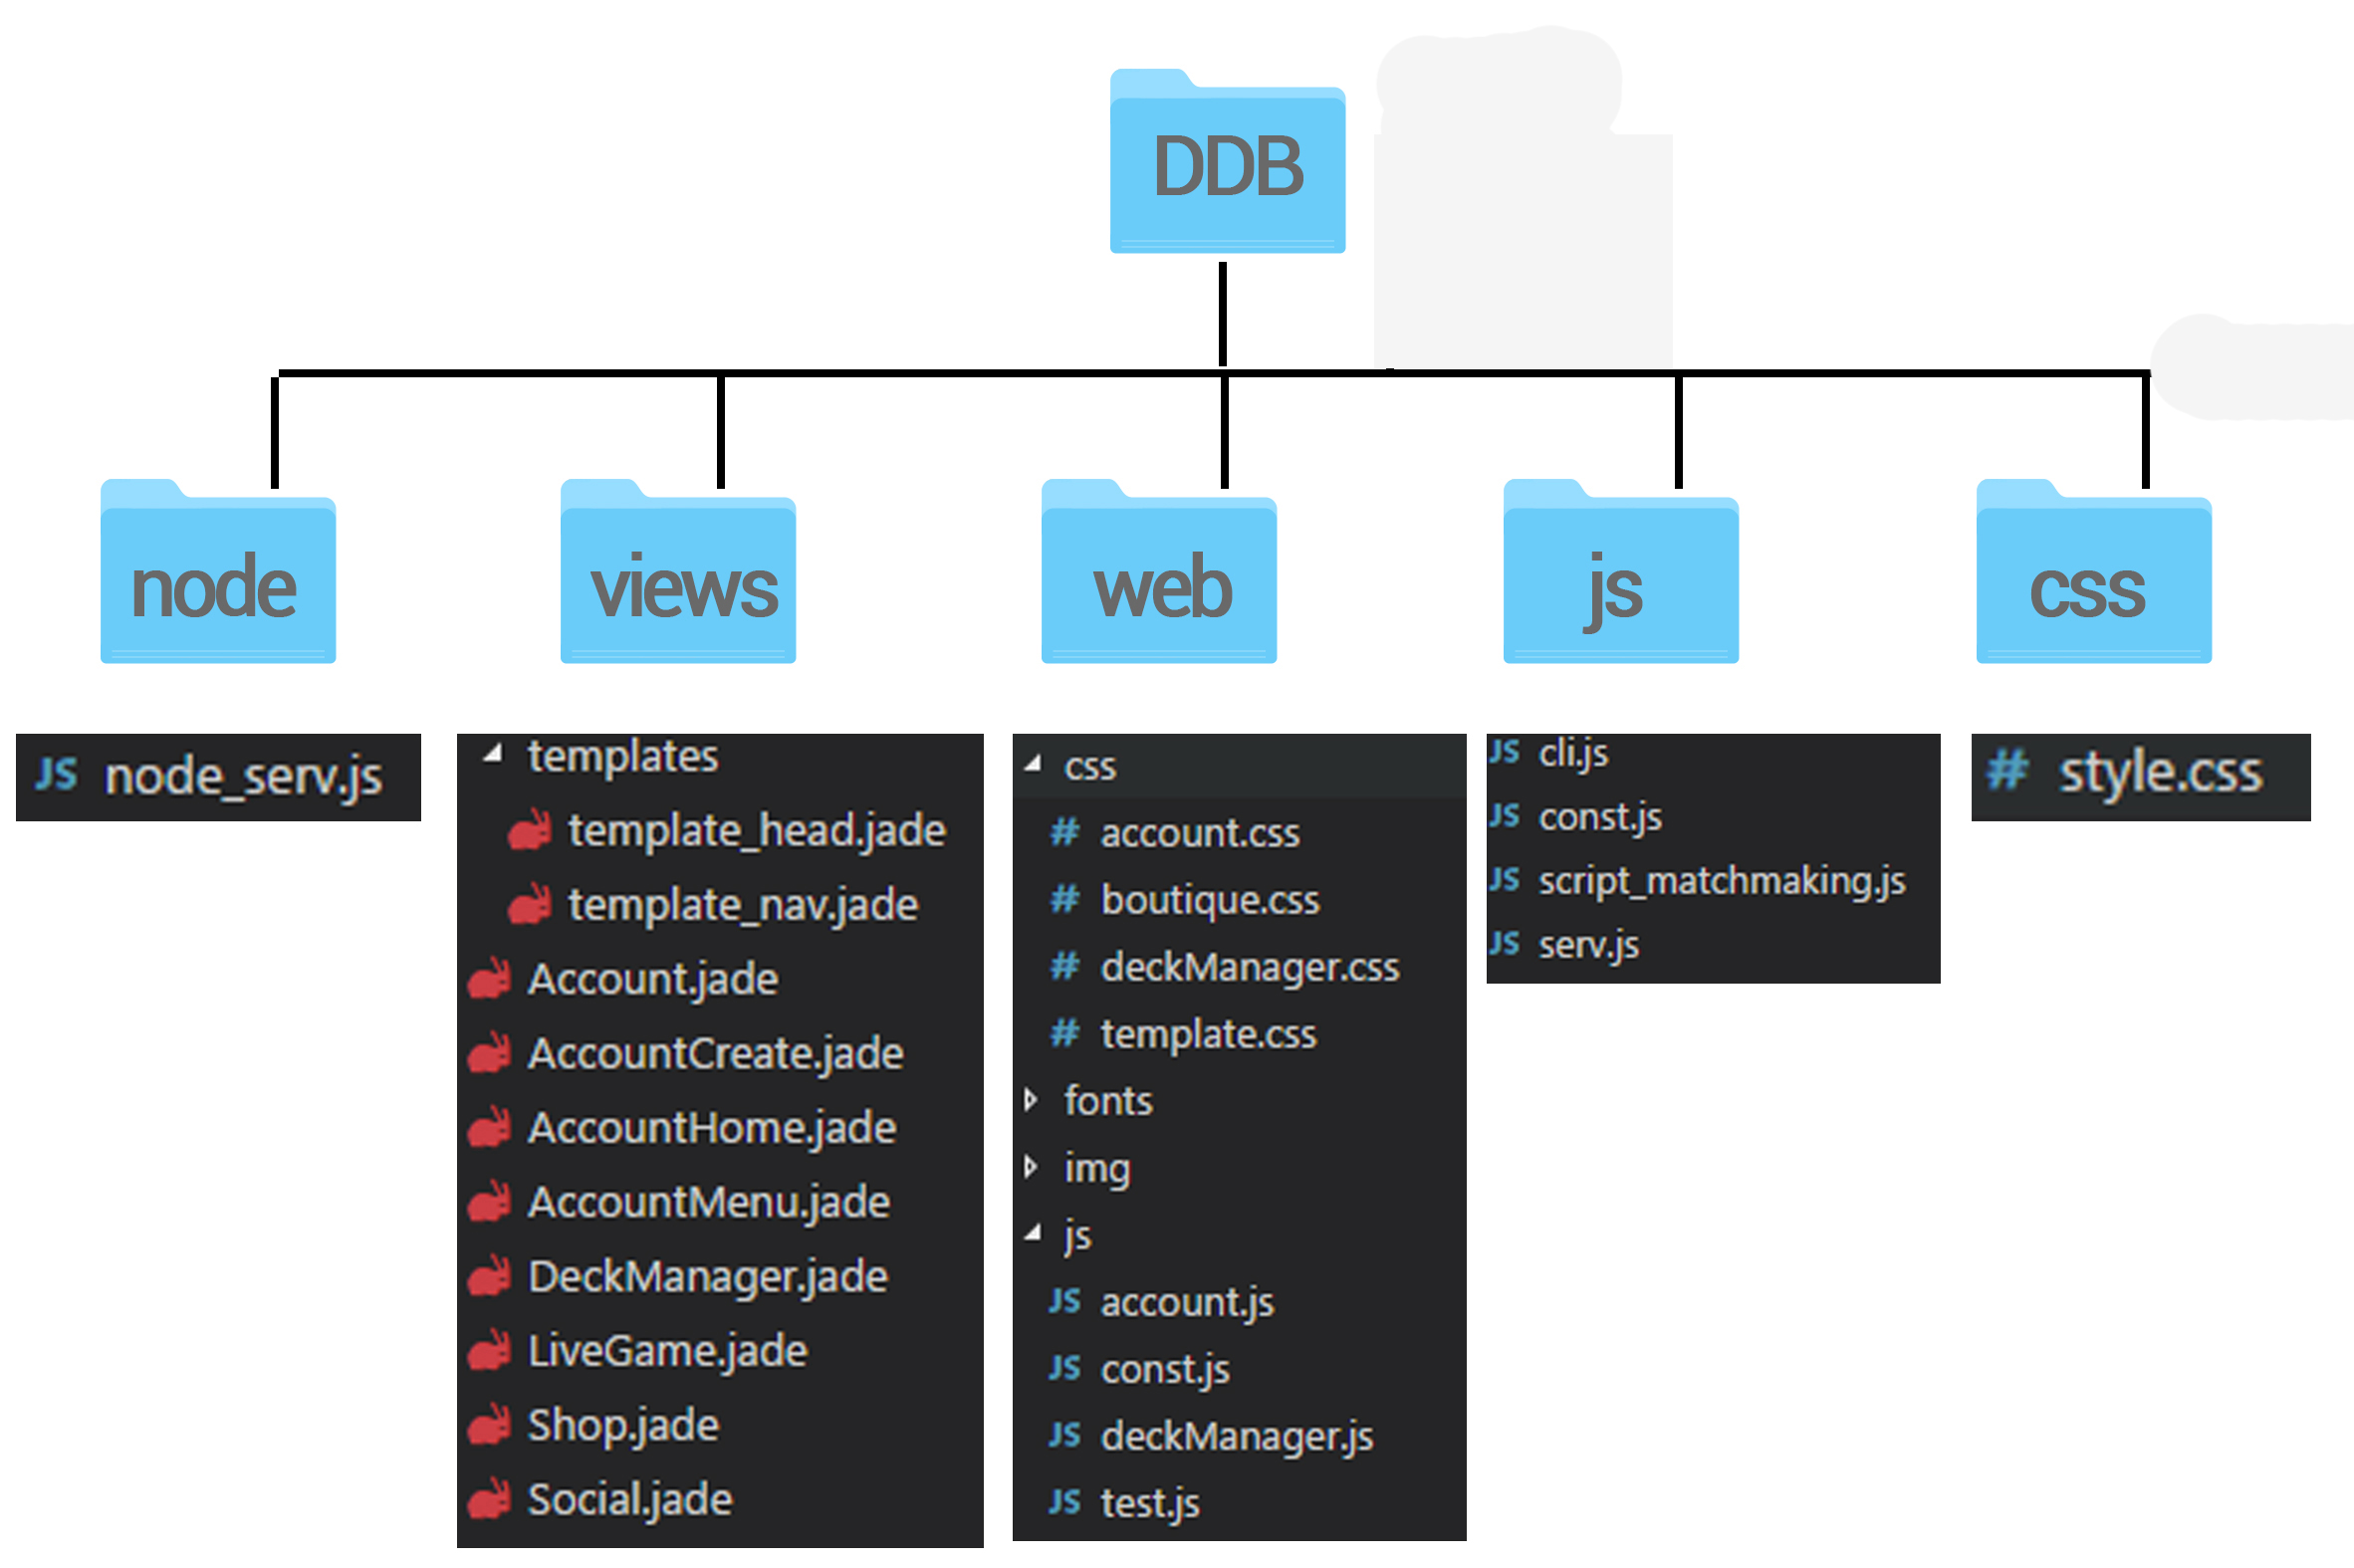 DDB
node
views
web
js
css
JS node_serv.js
templates
template_head.jade
template_nav.jade
Account.jade
AccountCreate.jade
AccountHome.jade
AccountMenu.jade
DeckManager.jade
LiveGame.jade
Shop.jade
Social.jade
css
# account.css
# boutique.css
# deckManager.css
# template.css
fonts
img
js
JS account.js
JS const.js
JS deckManager.js
JS test.js
JS cli.js
JS const.js
JS script_matchmaking.js
JS serv.js
# style.css